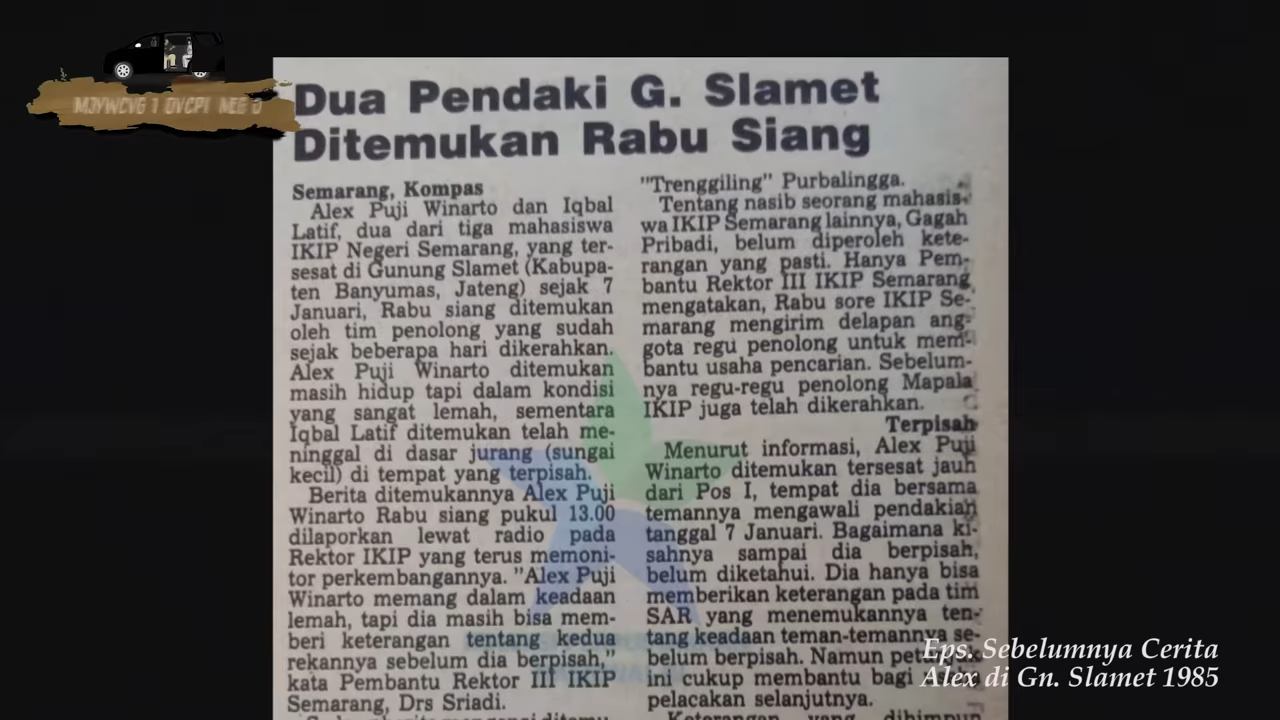 Dua Pendaki G. Slamet
Ditemukan Rabu Siang
Semarang, Kompas
Alex Puji Winarto dan Iqbal
Latif, dua dari tiga mahasiswa
IKIP Negeri Semarang, yang ter-
sesat di Gunung Slamet (Kabupa-
ten Banyumas, Jateng) sejak 7
Januari, Rabu siang ditemukan
oleh tim penolong yang sudah
sejak beberapa hari dikerahkan.
Alex Puji Winarto ditemukan
masih hidup tapi dalam kondisi
yang sangat lemah, sementara
Iqbal Latif ditemukan telah me-
ninggal di dasar jurang (sungai
kecil) di tempat yang terpisah.
Berita ditemukannya Alex Puji
Winarto Rabu siang pukul 13.00
dilaporkan lewat radio pada
Rektor IKIP yang terus memoni-
tor perkembangannya. "Alex Puji
Winarto memang dalam keadaan
lemah, tapi dia masih bisa mem-
beri keterangan tentang kedua
rekannya sebelum dia berpisah,"
kata Pembantu Rektor III IKIP
Semarang, Drs Sriadi.
"Trenggiling" Purbalingga.
Tentang nasib seorang mahasis-
wa IKIP Semarang lainnya, Gagah
Pribadi, belum diperoleh kete-
rangan yang pasti. Hanya Pem-
bantu Rektor III IKIP Semarang
mengatakan, Rabu sore IKIP Se-
marang mengirim delapan ang-
gota regu penolong untuk mem-
bantu usaha pencarian. Sebelum-
nya regu-regu penolong Mapala
IKIP juga telah dikerahkan.
Terpisah
Menurut informasi, Alex Puji
Winarto ditemukan tersesat jauh
dari Pos I, tempat dia bersama
temannya mengawali pendakian
tanggal 7 Januari. Bagaimana ki-
sahnya sampai dia berpisah,
belum diketahui. Dia hanya bisa
memberikan keterangan pada tim
SAR yang menemukannya ten-
tang keadaan teman-temannya se-
belum berpisah. Namun
ini cukup membantu bagi
pelacakan selanjutnya.
Keterangan yang dihimpun
Eps. Sebelumnya Cerita
Alex di Gn. Slamet 1985